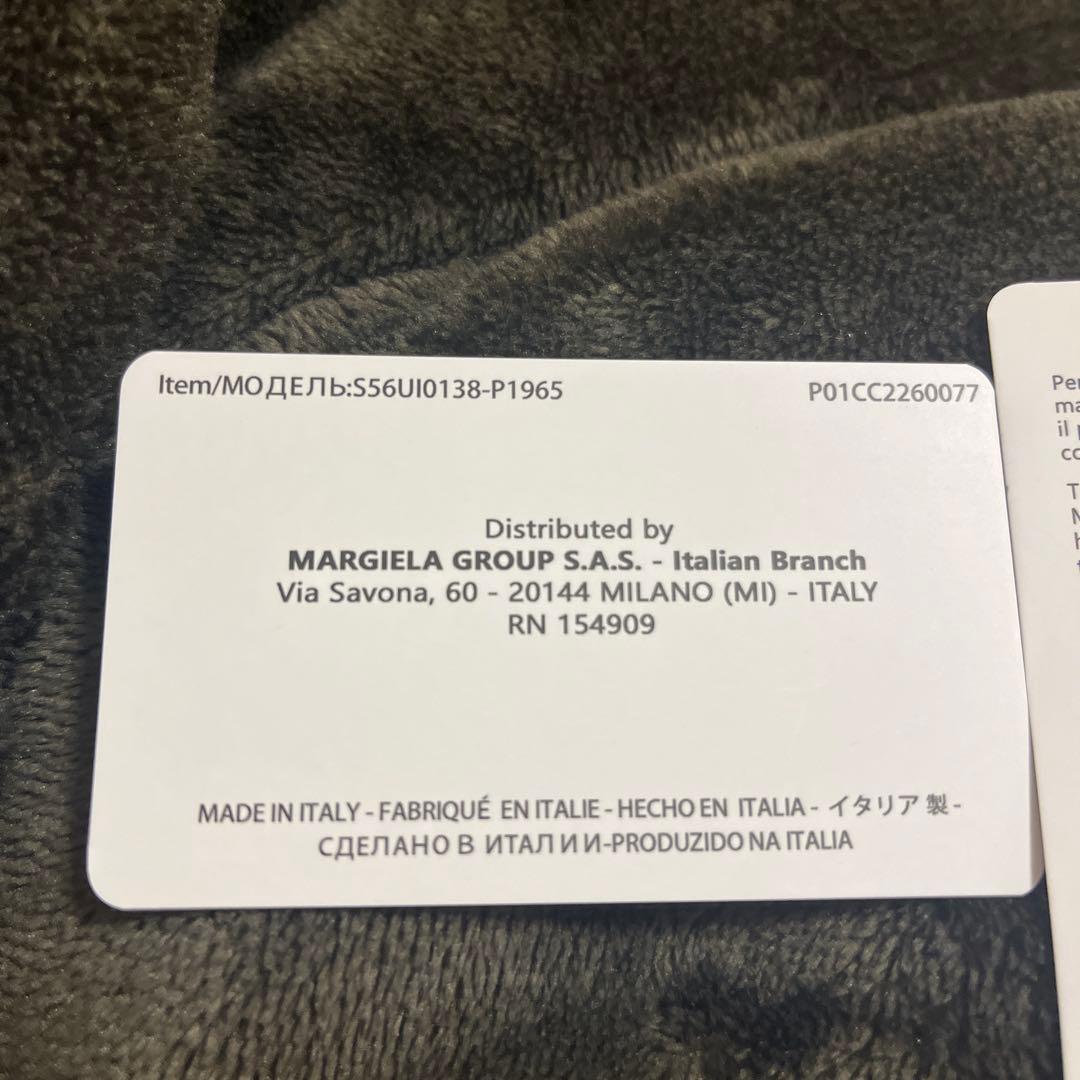 Item/МОДЕЛЬ:S56UI0138-P1965
P01CC2260077
Distributed by
MARGIELA GROUP S.A.S. - Italian Branch
Via Savona, 60 - 20144 MILANO (MI) - ITALY
RN 154909
MADE IN ITALY - FABRIQUÉ EN ITALIE - HECHO EN ITALIA - イタリア製 -
СДЕЛАНО В ИТАЛИИ-PRODUZIDO NA ITALIA
il